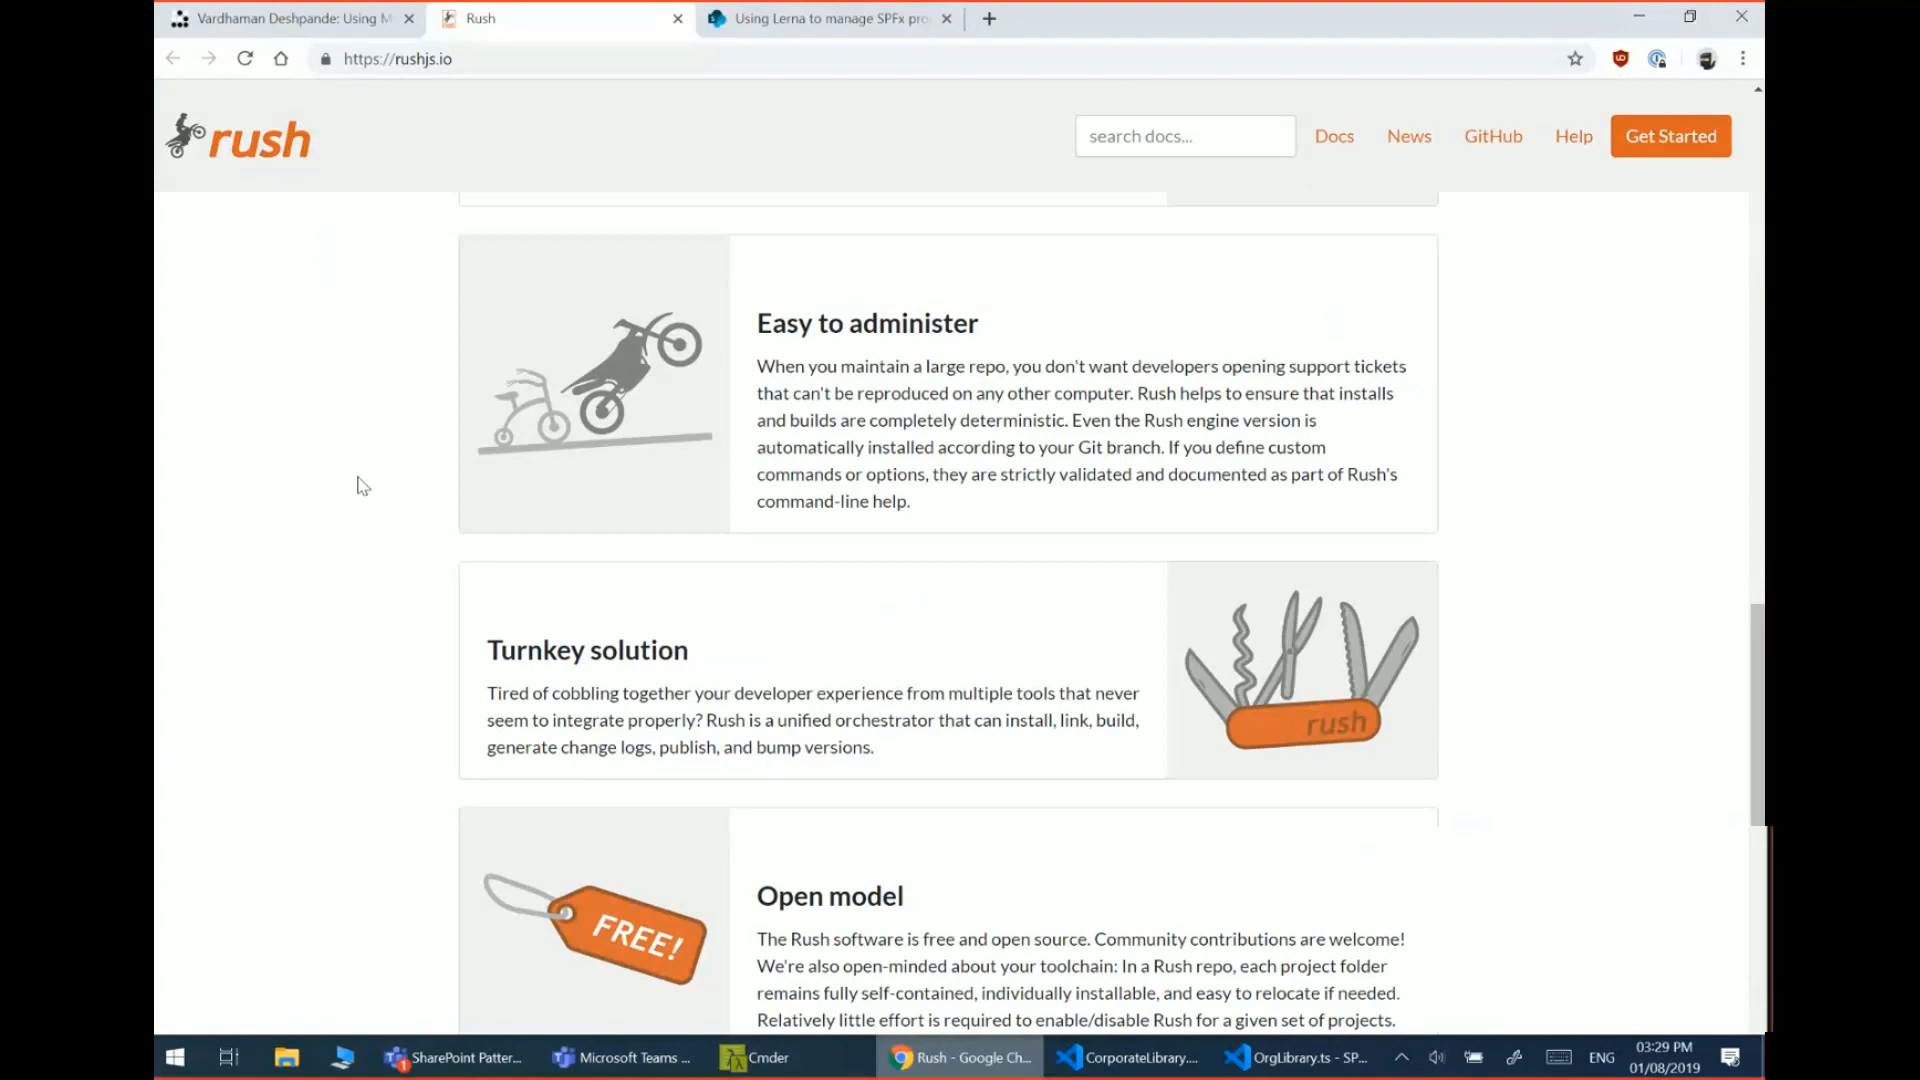 Vardhaman Deshpande: Using M
Rush
Using Lerna to manage SPFx pro
https://rushjs.io
rush
search docs...
Docs
News
GitHub
Help
Get Started
Easy to administer
When you maintain a large repo, you don't want developers opening support tickets
that can't be reproduced on any other computer. Rush helps to ensure that installs
and builds are completely deterministic. Even the Rush engine version is
automatically installed according to your Git branch. If you define custom
commands or options, they are strictly validated and documented as part of Rush's
command-line help.
Turnkey solution
Tired of cobbling together your developer experience from multiple tools that never
seem to integrate properly? Rush is a unified orchestrator that can install, link, build,
generate change logs, publish, and bump versions.
rush
FREE!
Open model
The Rush software is free and open source. Community contributions are welcome!
We're also open-minded about your toolchain: In a Rush repo, each project folder
remains fully self-contained, individually installable, and easy to relocate if needed.
Relatively little effort is required to enable/disable Rush for a given set of projects.
1
SharePoint Patter...
Microsoft Teams ...
Cmder
Rush - Google Ch...
CorporateLibrary....
OrgLibrary.ts - SP...
ENG
03:29 PM
01/08/2019